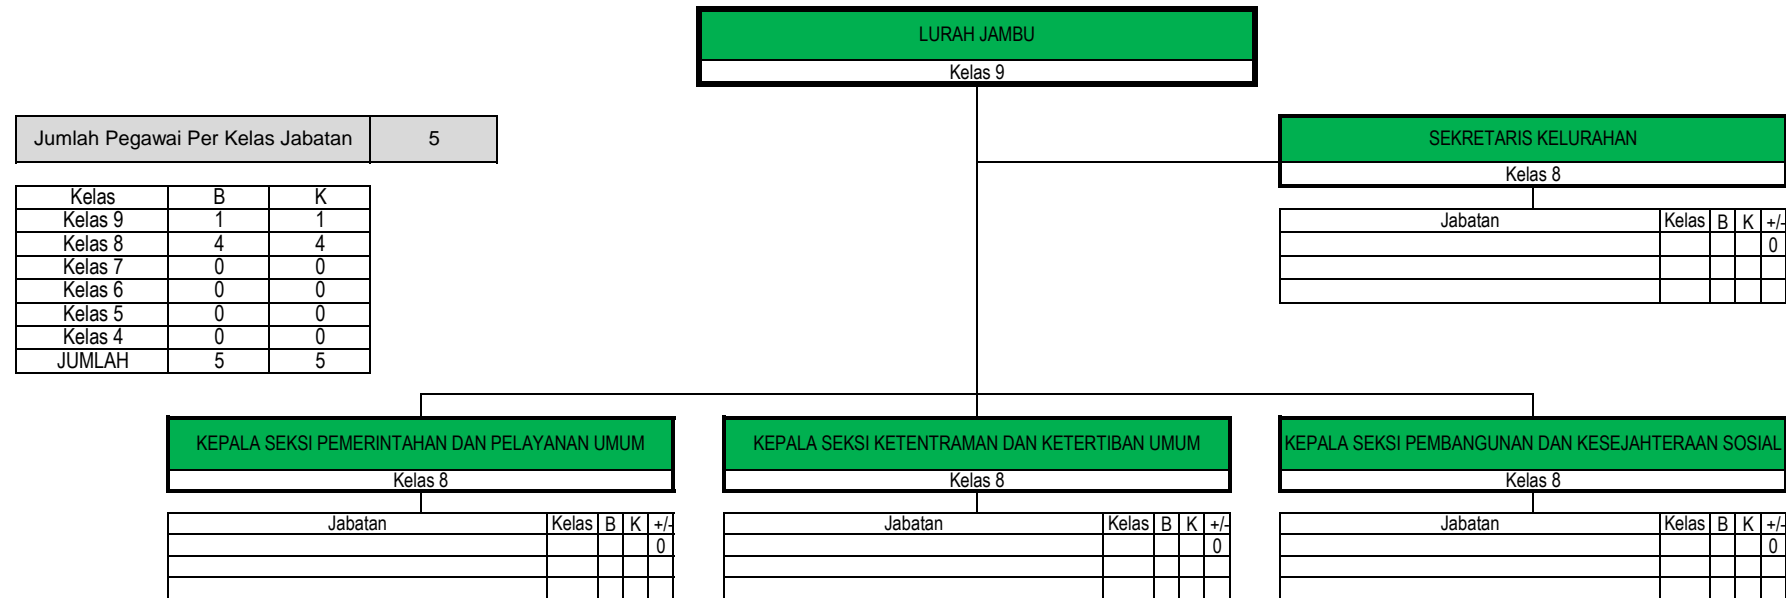 LURAH JAMBU
Kelas 9
Jumlah Pegawai Per Kelas Jabatan 5
SEKRETARIS KELURAHAN
Kelas 8
Kelas B K
Kelas 9 1 1
Kelas 8 4 4
Kelas 7 0 0
Kelas 6 0 0
Kelas 5 0 0
Kelas 4 0 0
JUMLAH 5 5
Jabatan Kelas B K +/-
0
KEPALA SEKSI PEMERINTAHAN DAN PELAYANAN UMUM
Kelas 8
Jabatan Kelas B K +/-
0
KEPALA SEKSI KETENTRAMAN DAN KETERTIBAN UMUM
Kelas 8
Jabatan Kelas B K +/-
0
KEPALA SEKSI PEMBANGUNAN DAN KESEJAHTERAAN SOSIAL
Kelas 8
Jabatan Kelas B K +/-
0